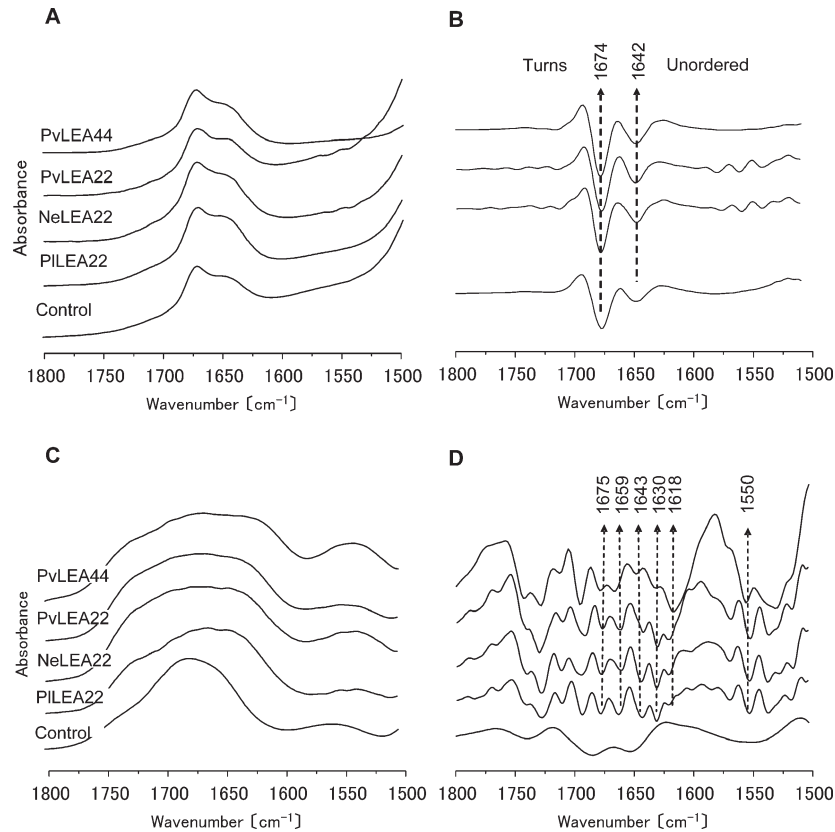 A
Absorbance
PvLEA44
PvLEA22
NeLEA22
PlLEA22
Control
1800 1750 1700 1650 1600 1550 1500
Wavenumber [cm⁻¹]
B
Turns 1674 1642 Unordered
1800 1750 1700 1650 1600 1550 1500
Wavenumber [cm⁻¹]
C
Absorbance
PvLEA44
PvLEA22
NeLEA22
PlLEA22
Control
1800 1750 1700 1650 1600 1550 1500
Wavenumber [cm⁻¹]
D
1675 1659 1643 1630 1618 1550
1800 1750 1700 1650 1600 1550 1500
Wavenumber [cm⁻¹]